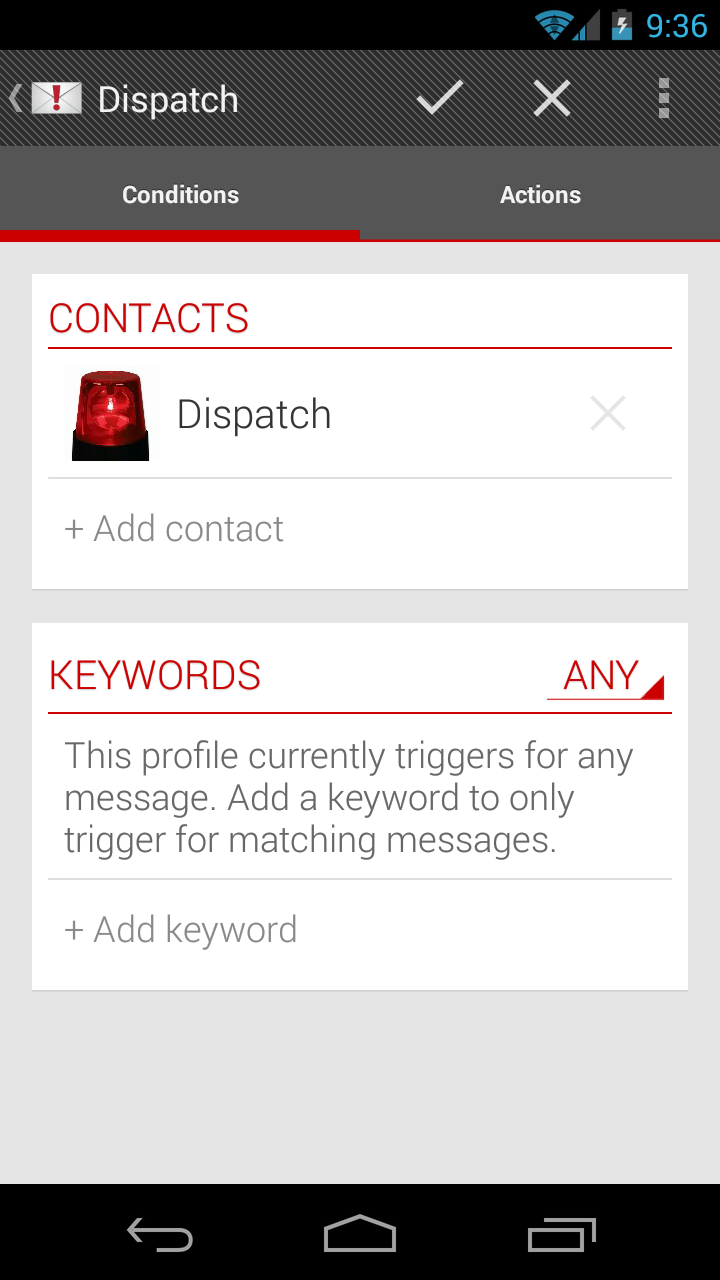 9:36
Dispatch
Conditions
Actions
CONTACTS
Dispatch
+ Add contact
KEYWORDS
ANY
This profile currently triggers for any
message. Add a keyword to only
trigger for matching messages.
+ Add keyword